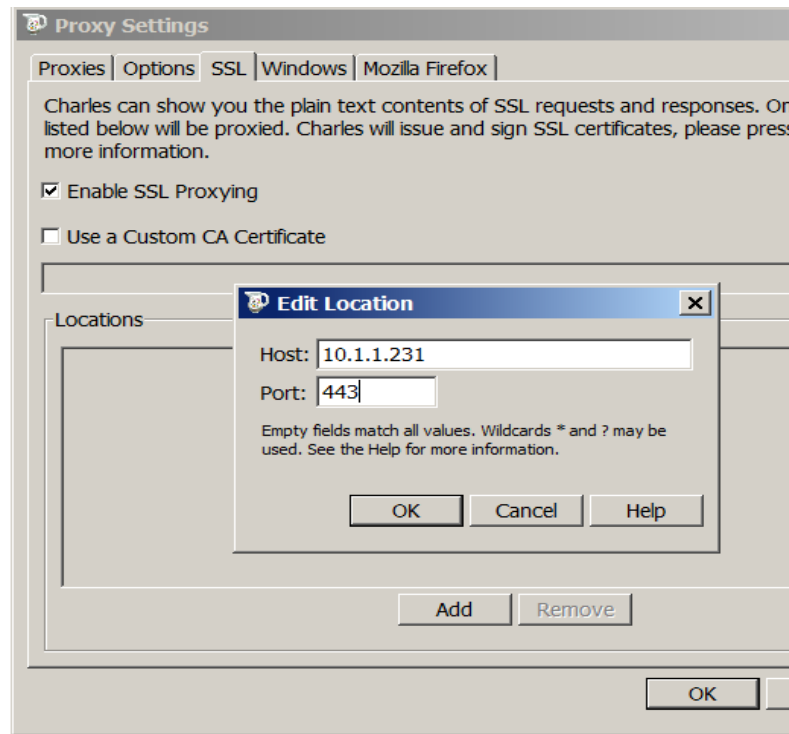 Proxy Settings
Proxies Options SSL Windows Mozilla Firefox
Charles can show you the plain text contents of SSL requests and responses.
listed below will be proxied. Charles will issue and sign SSL certificates, please
more information.
Enable SSL Proxying
Use a Custom CA Certificate
Locations
Edit Location
Host: 10.1.1.231
Port: 443
Empty fields match all values. Wildcards * and ? may be
used. See the Help for more information.
OK Cancel Help
Add Remove
OK